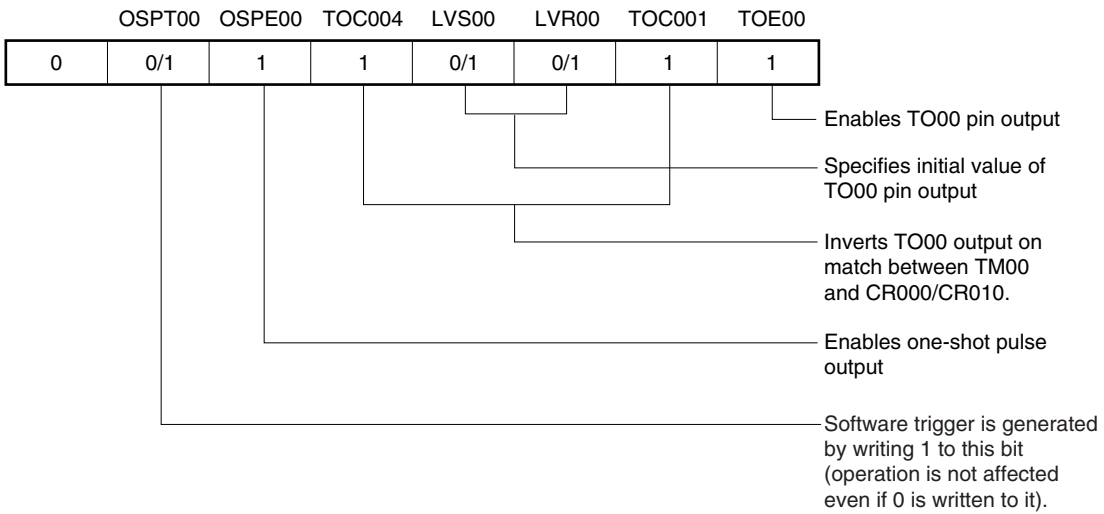 OSPT00 OSPE00 TOC004 LVS00 LVR00 TOC001 TOE00
0 0/1 1 1 0/1 0/1 1 1
Enables TO00 pin output
Specifies initial value of
TO00 pin output
Inverts TO00 output on
match between TM00
and CR000/CR010.
Enables one-shot pulse
output
Software trigger is generated
by writing 1 to this bit
(operation is not affected
even if 0 is written to it).